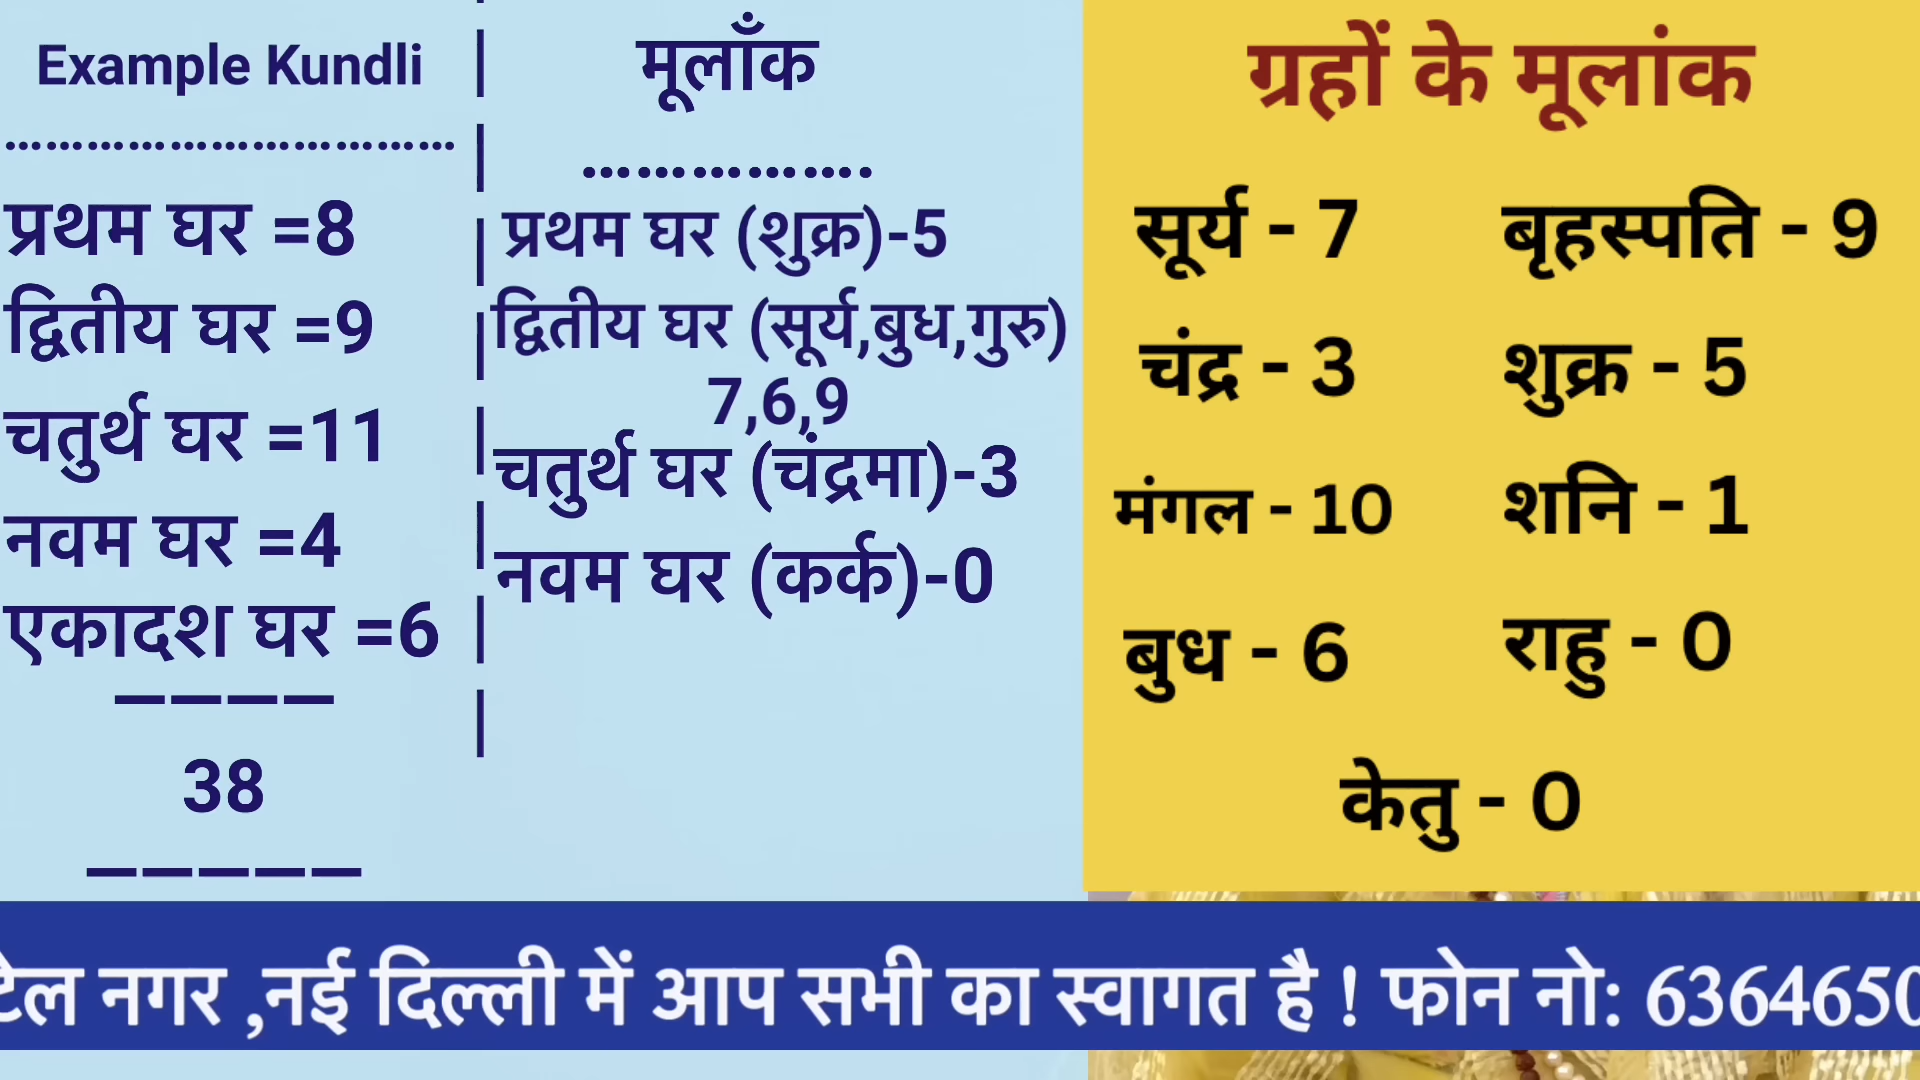 Example Kundli
प्रथम घर =8
द्वितीय घर =9
चतुर्थ घर =11
नवम घर =4
एकादश घर =6
38
मूलाँक
प्रथम घर (शुक्र)-5
द्वितीय घर (सूर्य,बुध,गुरु)
7,6,9
चतुर्थ घर (चंद्रमा)-3
नवम घर (कर्क)-0
ग्रहों के मूलांक
सूर्य - 7 बृहस्पति - 9
चंद्र - 3 शुक्र - 5
मंगल - 10 शनि - 1
बुध - 6 राहु - 0
केतु - 0
नगर ,नई दिल्ली में आप सभी का स्वागत है ! फोन नो: 636465